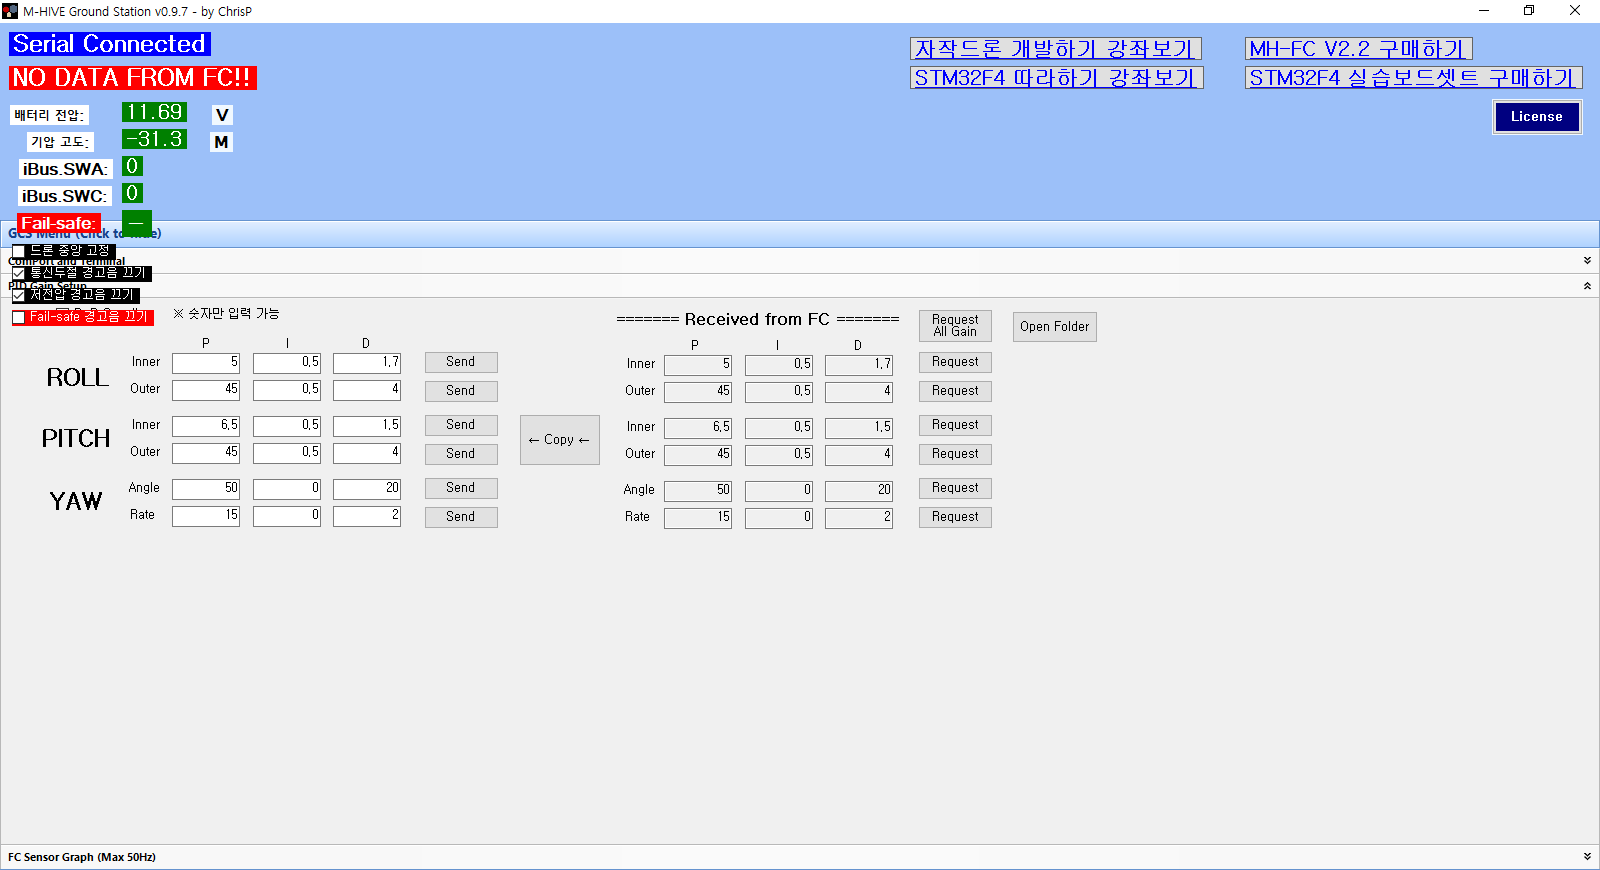 M-HIVE Ground Station v0.9.7 - by ChrisP
Serial Connected
NO DATA FROM FC!!
자작드론 개발하기 강좌보기
MH-FC V2.2 구매하기
STM32F4 따라하기 강좌보기
STM32F4 실습보드셋트 구매하기
License
배터리 전압: 11.69 V
기압 고도: -31.3 M
iBus.SWA: 0
iBus.SWC: 0
Fail-safe: —
GCS Menu (Click to hide)
드론 중앙 고정
ComPort and Terminal
통신두절 경고음 끄기
PID Gain Setup
저전압 경고음 끄기
Fail-safe 경고음 끄기
※ 숫자만 입력 가능
======= Received from FC =======
Request All Gain
Open Folder
P I D
P I D
ROLL
Inner 5 0.5 1.7 Send
Inner 5 0.5 1.7 Request
Outer 45 0.5 4 Send
Outer 45 0.5 4 Request
PITCH
Inner 6.5 0.5 1.5 Send
← Copy ←
Inner 6.5 0.5 1.5 Request
Outer 45 0.5 4 Send
Outer 45 0.5 4 Request
YAW
Angle 50 0 20 Send
Angle 50 0 20 Request
Rate 15 0 2 Send
Rate 15 0 2 Request
FC Sensor Graph (Max 50Hz)